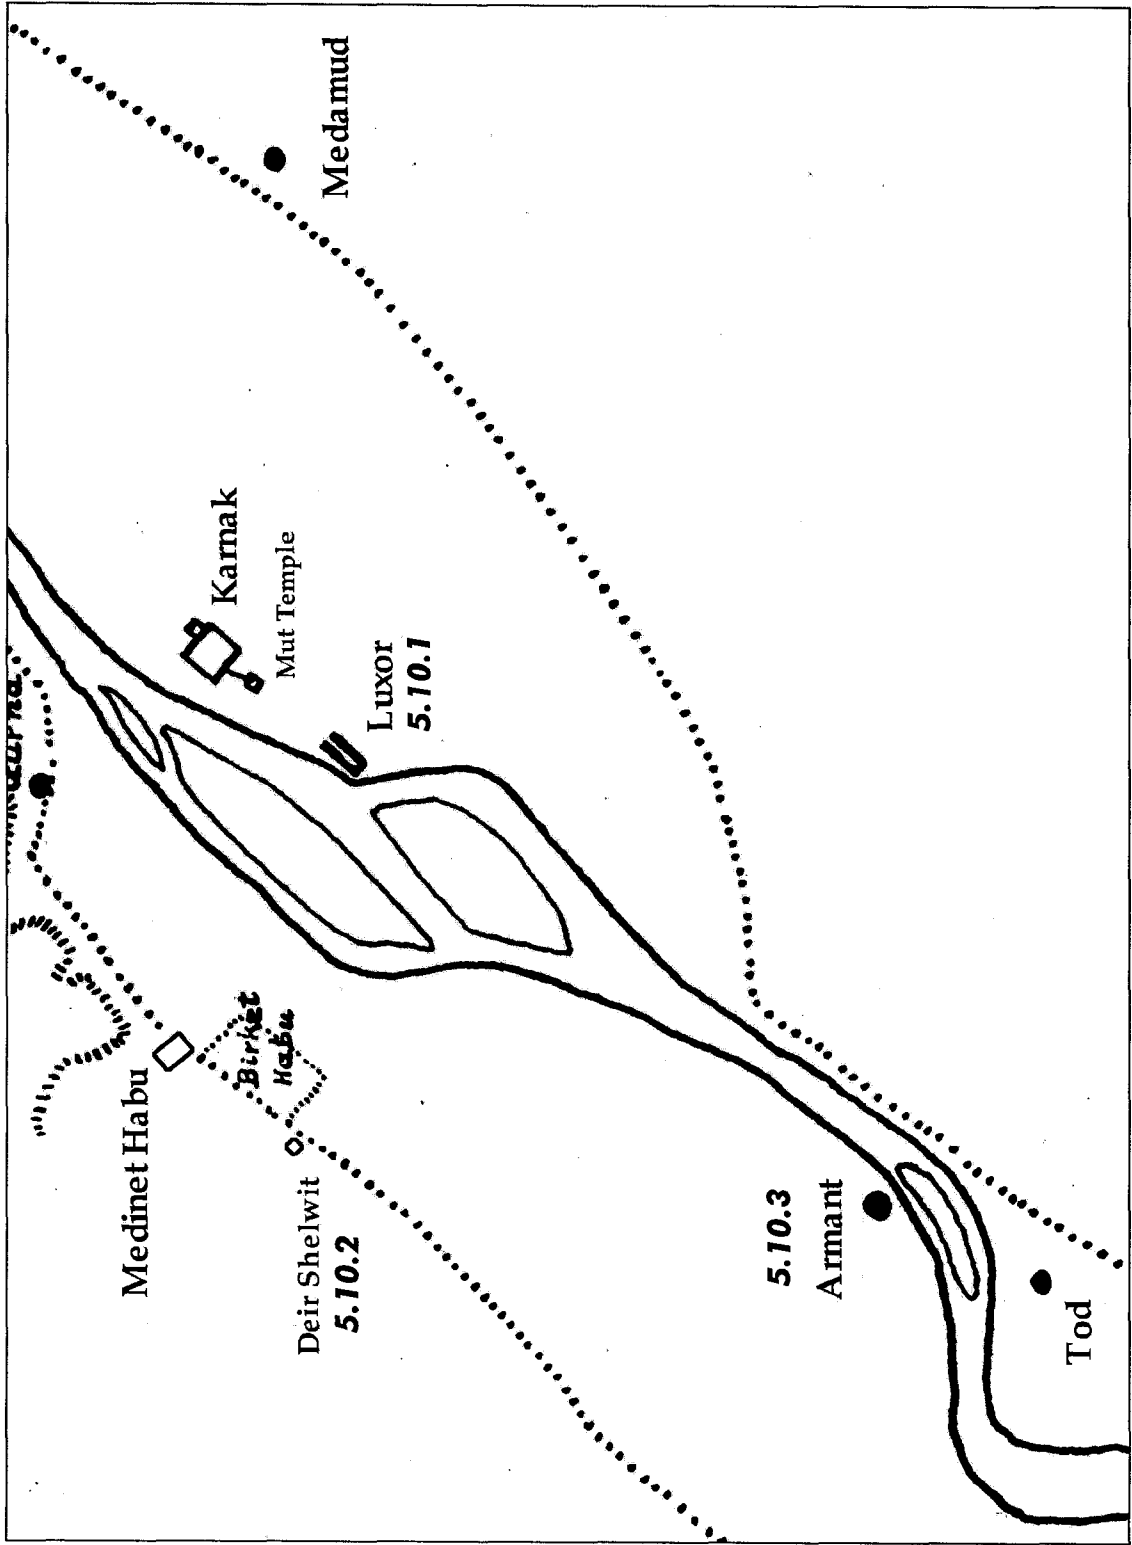 Medamud
Karnak
Mut Temple
Luxor
5.10.1
Birket
Habu
Medinet Habu
Deir Shelwit
5.10.2
5.10.3
Armant
Tod